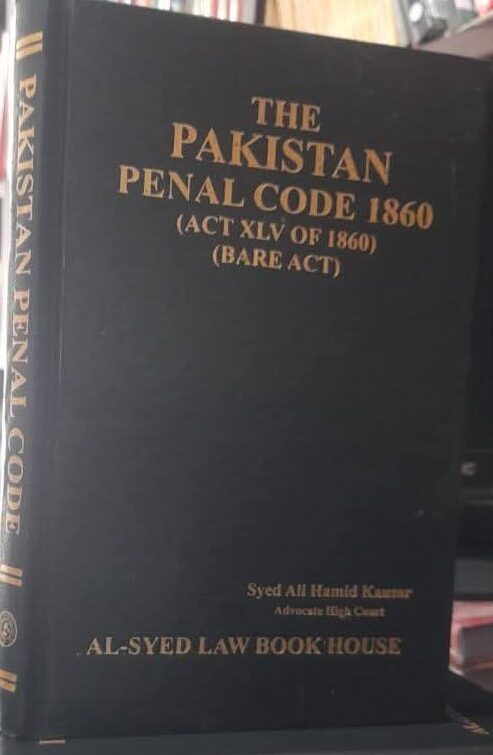 THE
PAKISTAN
PENAL CODE 1860
(ACT XLV OF 1860)
(BARE ACT)
Syed Ali Hamid Kausor
Advocate High Court
AL-SYED LAW BOOK HOUSE
PAKISTAN PENAL CODE